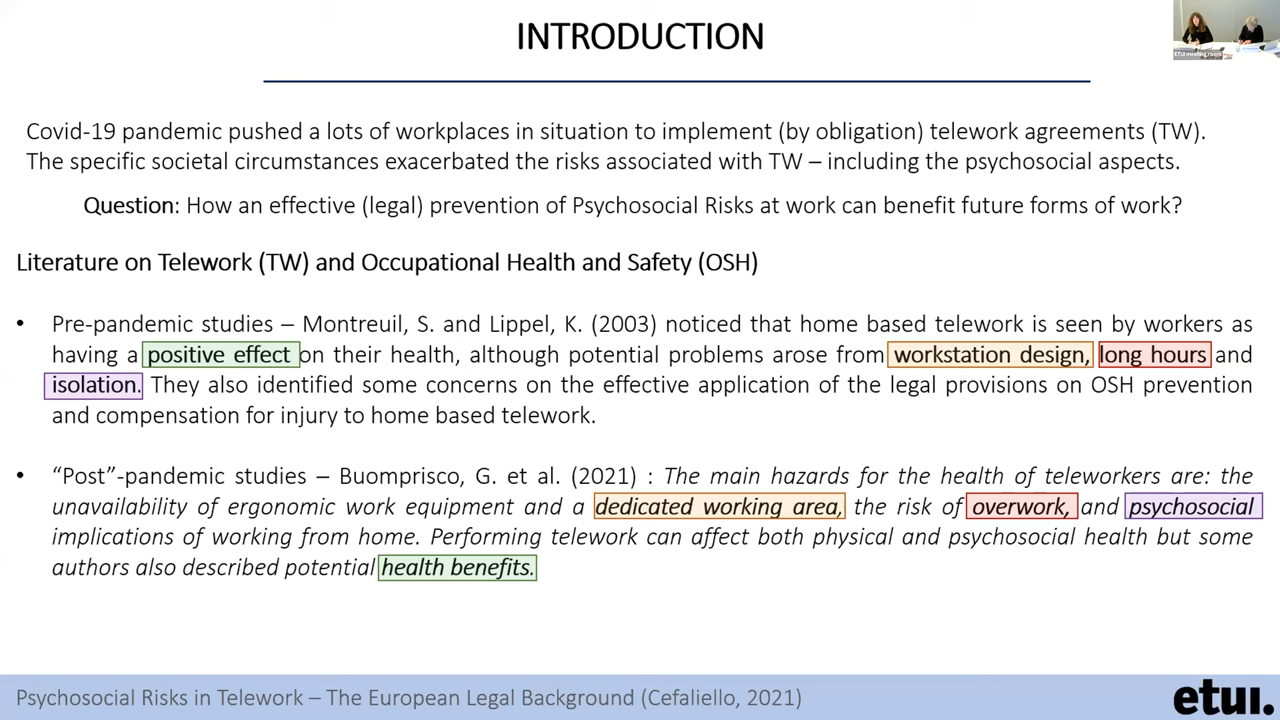 INTRODUCTION
ETUI meeting room
Covid-19 pandemic pushed a lots of workplaces in situation to implement (by obligation) telework agreements (TW).
The specific societal circumstances exacerbated the risks associated with TW – including the psychosocial aspects.
Question: How an effective (legal) prevention of Psychosocial Risks at work can benefit future forms of work?
Literature on Telework (TW) and Occupational Health and Safety (OSH)
• Pre-pandemic studies – Montreuil, S. and Lippel, K. (2003) noticed that home based telework is seen by workers as
having a positive effect on their health, although potential problems arose from workstation design, long hours and
isolation. They also identified some concerns on the effective application of the legal provisions on OSH prevention
and compensation for injury to home based telework.
• “Post”-pandemic studies – Buomprisco, G. et al. (2021) : The main hazards for the health of teleworkers are: the
unavailability of ergonomic work equipment and a dedicated working area, the risk of overwork, and psychosocial
implications of working from home. Performing telework can affect both physical and psychosocial health but some
authors also described potential health benefits.
Psychosocial Risks in Telework – The European Legal Background (Cefaliello, 2021)
etui.